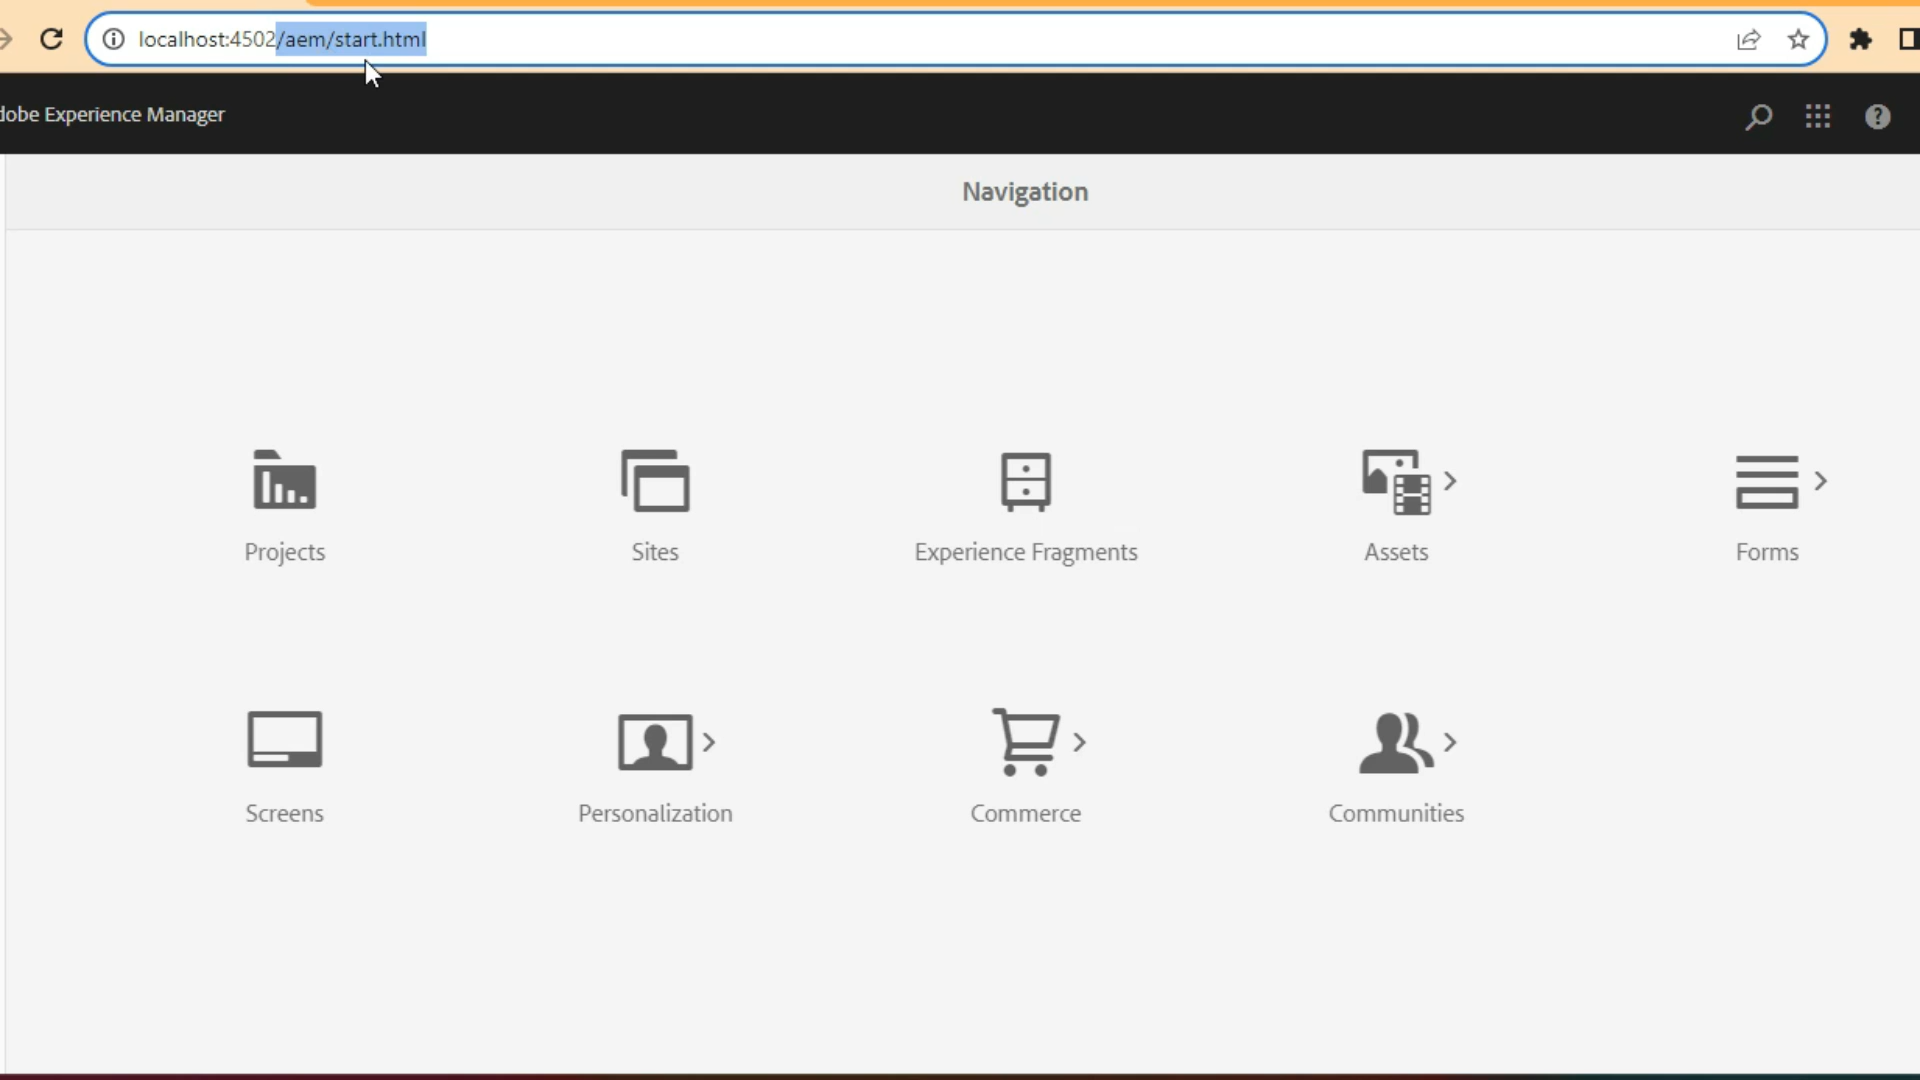 localhost:4502/aem/start.html
dobe Experience Manager
Navigation
Projects
Sites
Experience Fragments
Assets
Forms
Screens
Personalization
Commerce
Communities